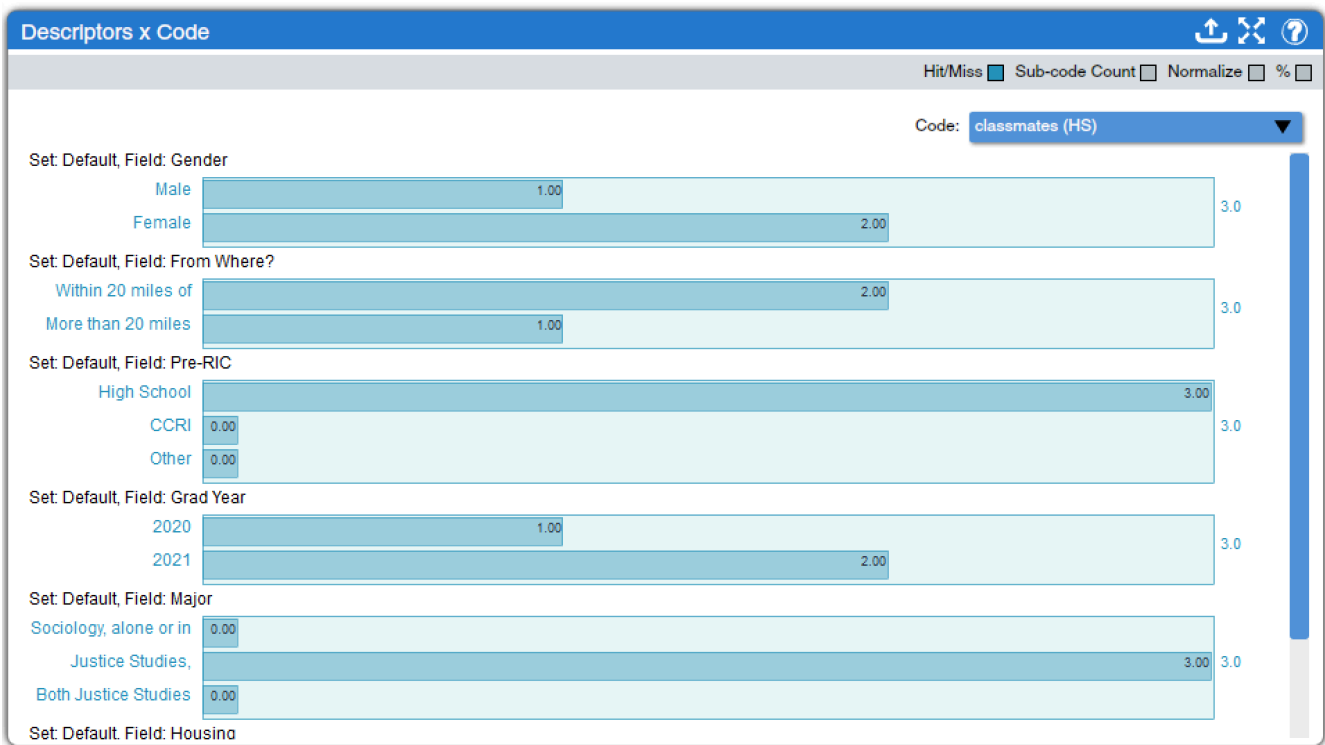 Descriptors x Code ?
Hit/Miss Sub-code Count Normalize %
Code: classmates (HS)
Set: Default, Field: Gender
Male 1.00
3.0
Female 2.00
Set: Default, Field: From Where?
Within 20 miles of 2.00
3.0
More than 20 miles 1.00
Set: Default, Field: Pre-RIC
High School 3.00
CCRI 0.00 3.0
Other 0.00
Set: Default, Field: Grad Year
2020 1.00
3.0
2021 2.00
Set: Default, Field: Major
Sociology, alone or in 0.00
Justice Studies, 3.00 3.0
Both Justice Studies 0.00
Set: Default, Field: Housing